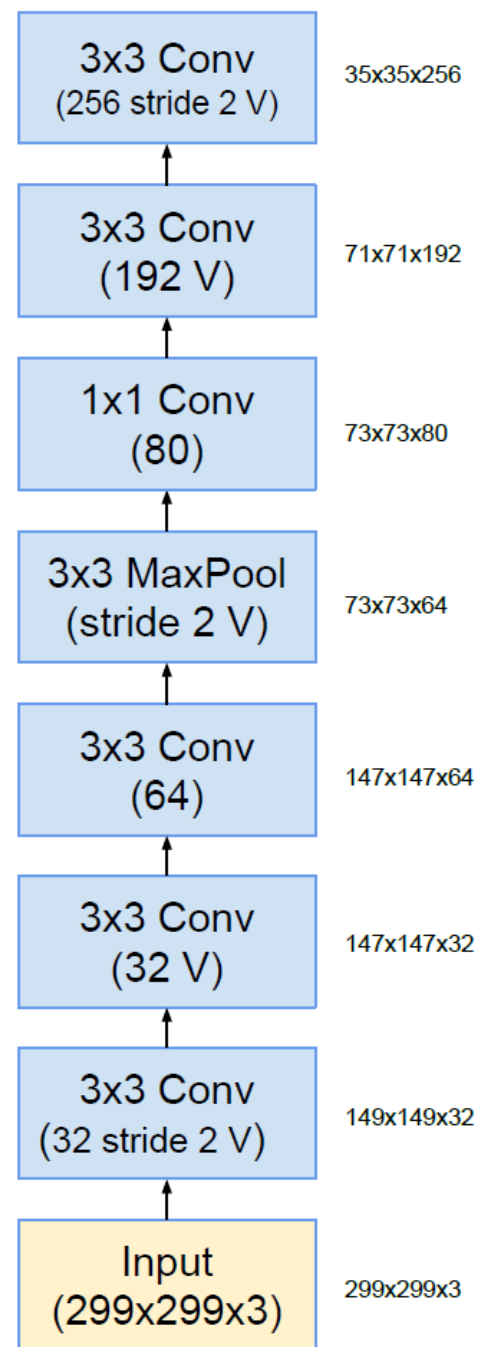 3x3 Conv
(256 stride 2 V)
35x35x256
3x3 Conv
(192 V)
71x71x192
1x1 Conv
(80)
73x73x80
3x3 MaxPool
(stride 2 V)
73x73x64
3x3 Conv
(64)
147x147x64
3x3 Conv
(32 V)
147x147x32
3x3 Conv
(32 stride 2 V)
149x149x32
Input
(299x299x3)
299x299x3